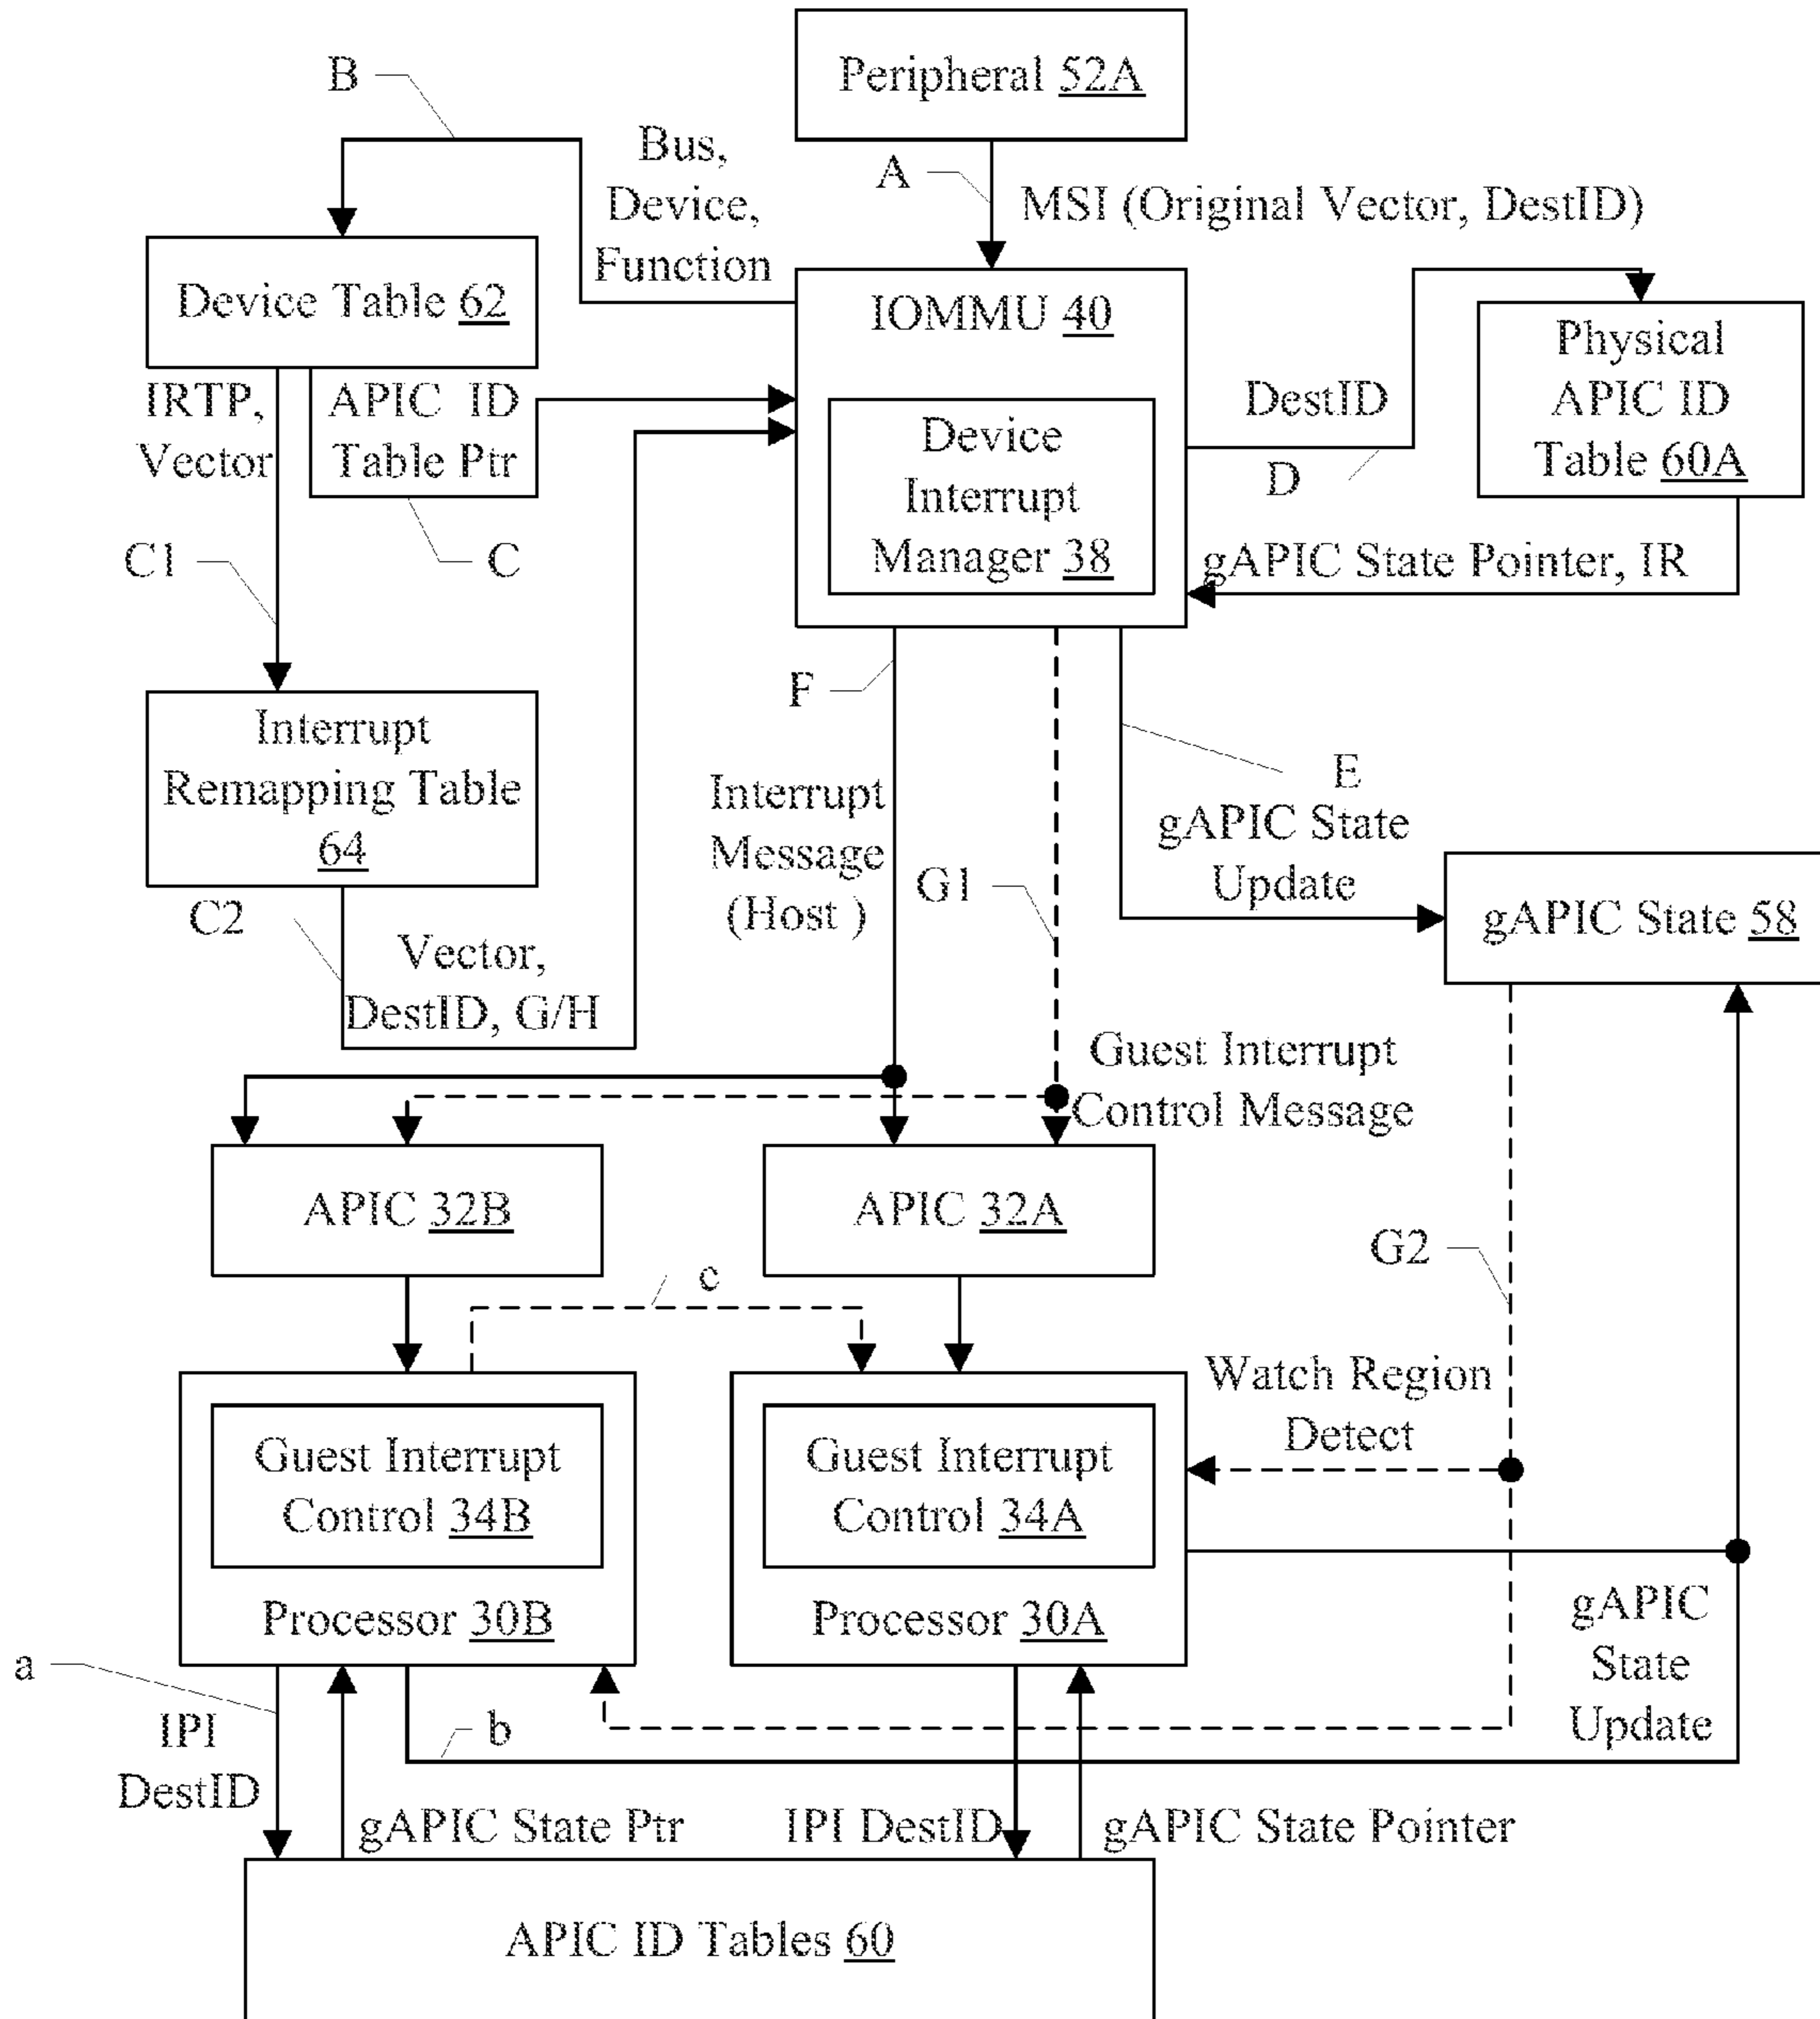 Peripheral 52A
B
Bus,
Device,
Function
A
MSI (Original Vector, DestID)
Device Table 62
IOMMU 40
Physical
APIC ID
Table 60A
IRTP,
Vector
APIC ID
Table Ptr
Device
Interrupt
Manager 38
DestID
D
C1
C
gAPIC State Pointer, IR
F
Interrupt
Remapping Table
64
Interrupt
Message
(Host )
G1
E
gAPIC State
Update
C2
Vector,
DestID, G/H
gAPIC State 58
Guest Interrupt
Control Message
APIC 32B
APIC 32A
G2
c
Watch Region
Detect
Guest Interrupt
Control 34B
Guest Interrupt
Control 34A
Processor 30B
Processor 30A
gAPIC
State
Update
a
IPI
DestID
b
gAPIC State Ptr
IPI DestID
gAPIC State Pointer
APIC ID Tables 60